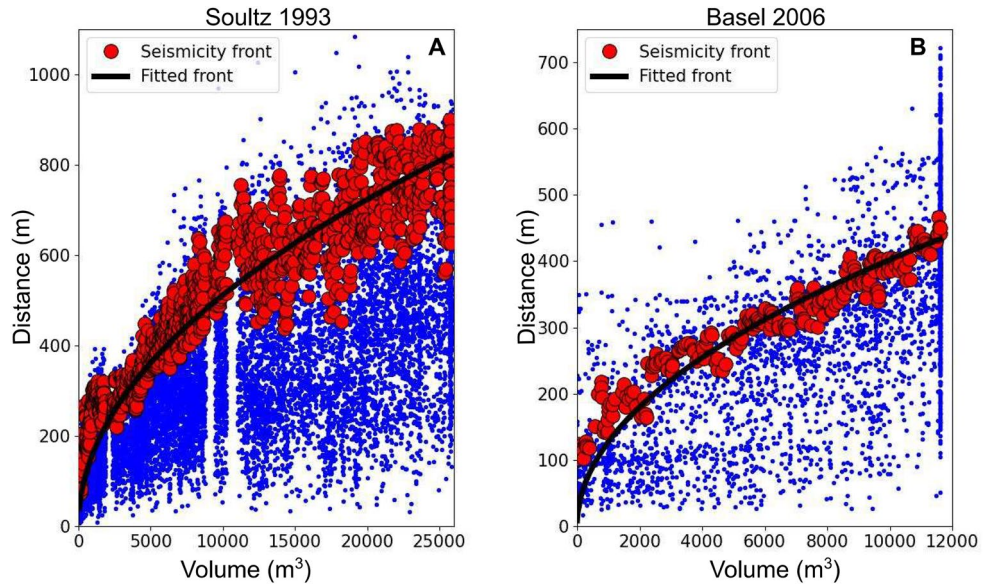 Soultz 1993
A
Seismicity front
Fitted front
Distance (m)
1000
800
600
400
200
0
0 5000 10000 15000 20000 25000
Volume (m³)
Basel 2006
B
Seismicity front
Fitted front
Distance (m)
700
600
500
400
300
200
100
0
0 2000 4000 6000 8000 10000 12000
Volume (m³)